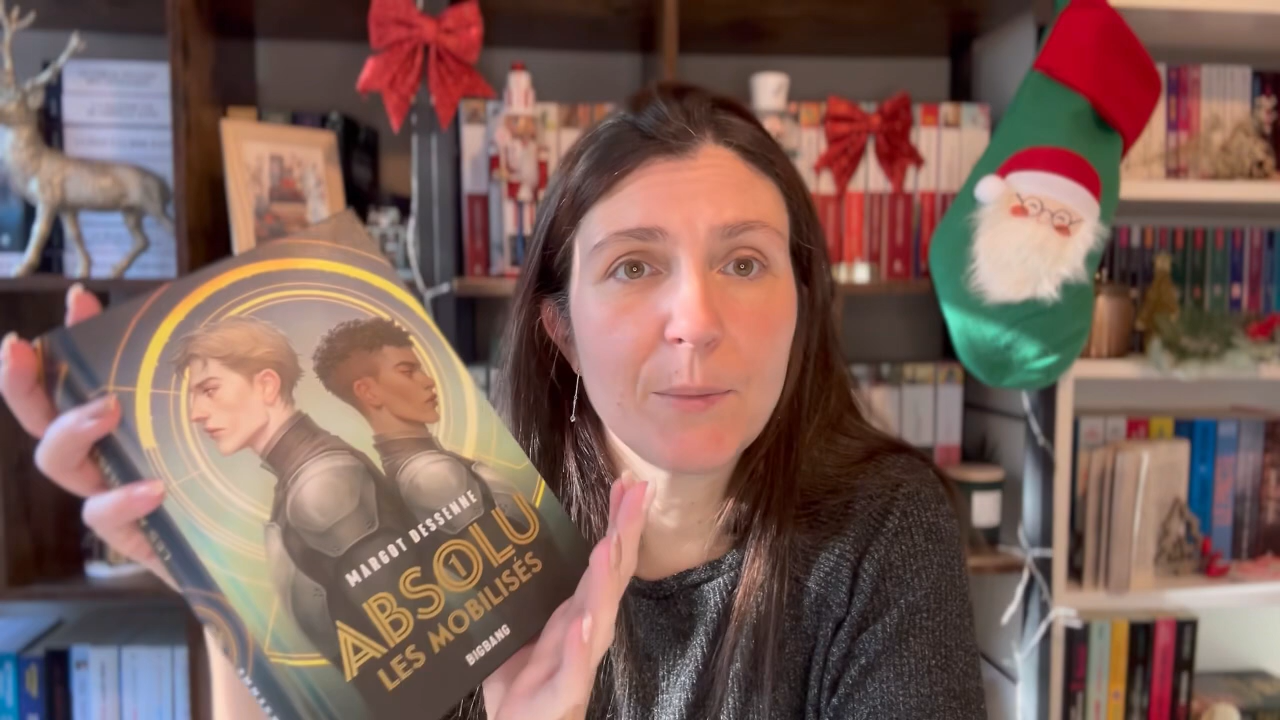 MARGOT DESSENNE
ABSOLU
1
LES MOBILISÉS
BIGBANG